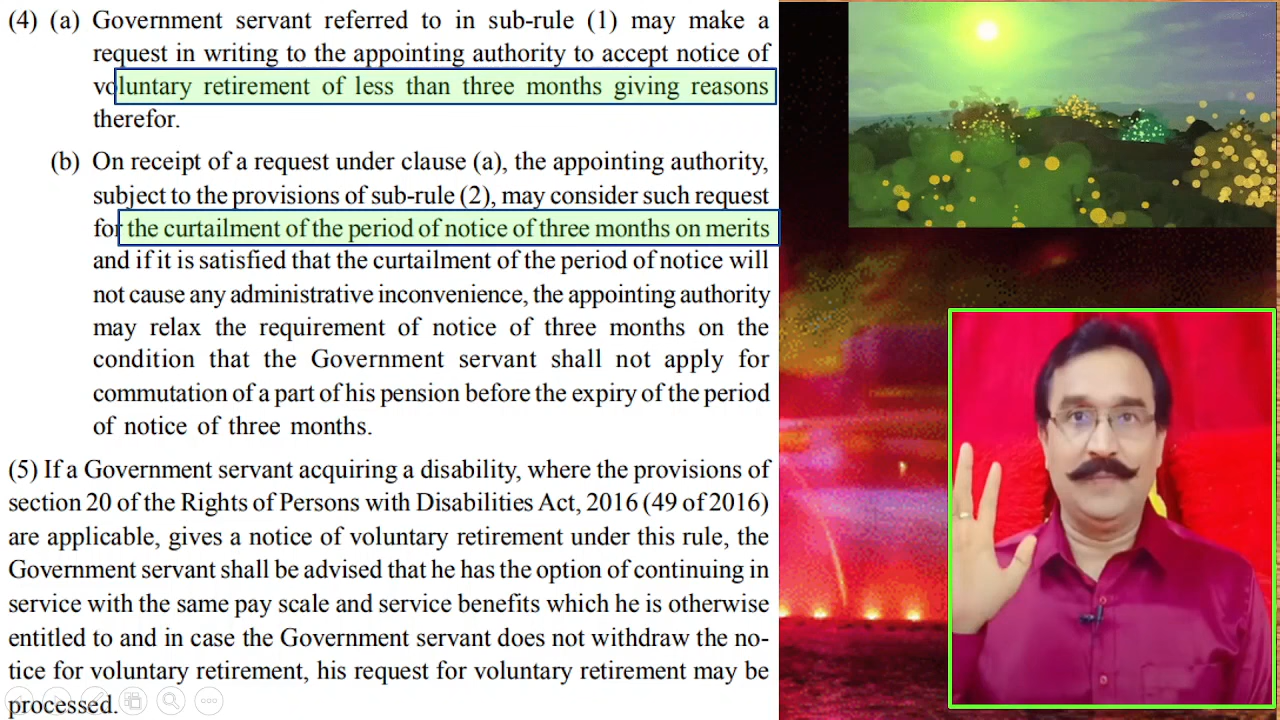 (4) (a) Government servant referred to in sub-rule (1) may make a
request in writing to the appointing authority to accept notice of
voluntary retirement of less than three months giving reasons
therefor.
(b) On receipt of a request under clause (a), the appointing authority,
subject to the provisions of sub-rule (2), may consider such request
for the curtailment of the period of notice of three months on merits
and if it is satisfied that the curtailment of the period of notice will
not cause any administrative inconvenience, the appointing authority
may relax the requirement of notice of three months on the
condition that the Government servant shall not apply for
commutation of a part of his pension before the expiry of the period
of notice of three months.
(5) If a Government servant acquiring a disability, where the provisions of
section 20 of the Rights of Persons with Disabilities Act, 2016 (49 of 2016)
are applicable, gives a notice of voluntary retirement under this rule, the
Government servant shall be advised that he has the option of continuing in
service with the same pay scale and service benefits which he is otherwise
entitled to and in case the Government servant does not withdraw the no-
tice for voluntary retirement, his request for voluntary retirement may be
processed.